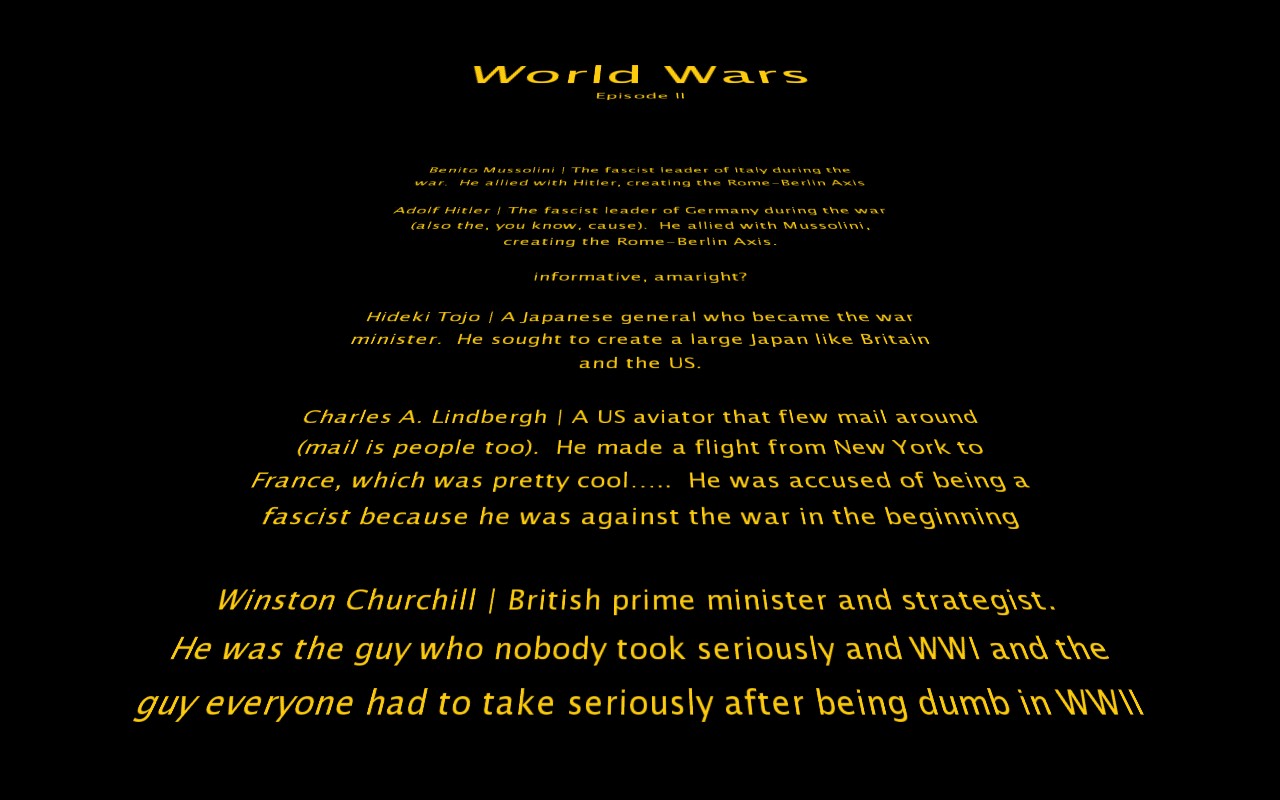 World Wars
Episode II
Benito Mussolini | The fascist leader of Italy during the
war.  He allied with Hitler, creating the Rome-Berlin Axis
Adolf Hitler | The fascist leader of Germany during the war
(also the, you know, cause).  He allied with Mussolini,
creating the Rome-Berlin Axis.
informative, amaright?
Hideki Tojo | A Japanese general who became the war
minister.  He sought to create a large Japan like Britain
and the US.
Charles A. Lindbergh | A US aviator that flew mail around
(mail is people too).  He made a flight from New York to
France, which was pretty cool.....  He was accused of being a
fascist because he was against the war in the beginning
Winston Churchill | British prime minister and strategist.
He was the guy who nobody took seriously and WWI and the
guy everyone had to take seriously after being dumb in WWII